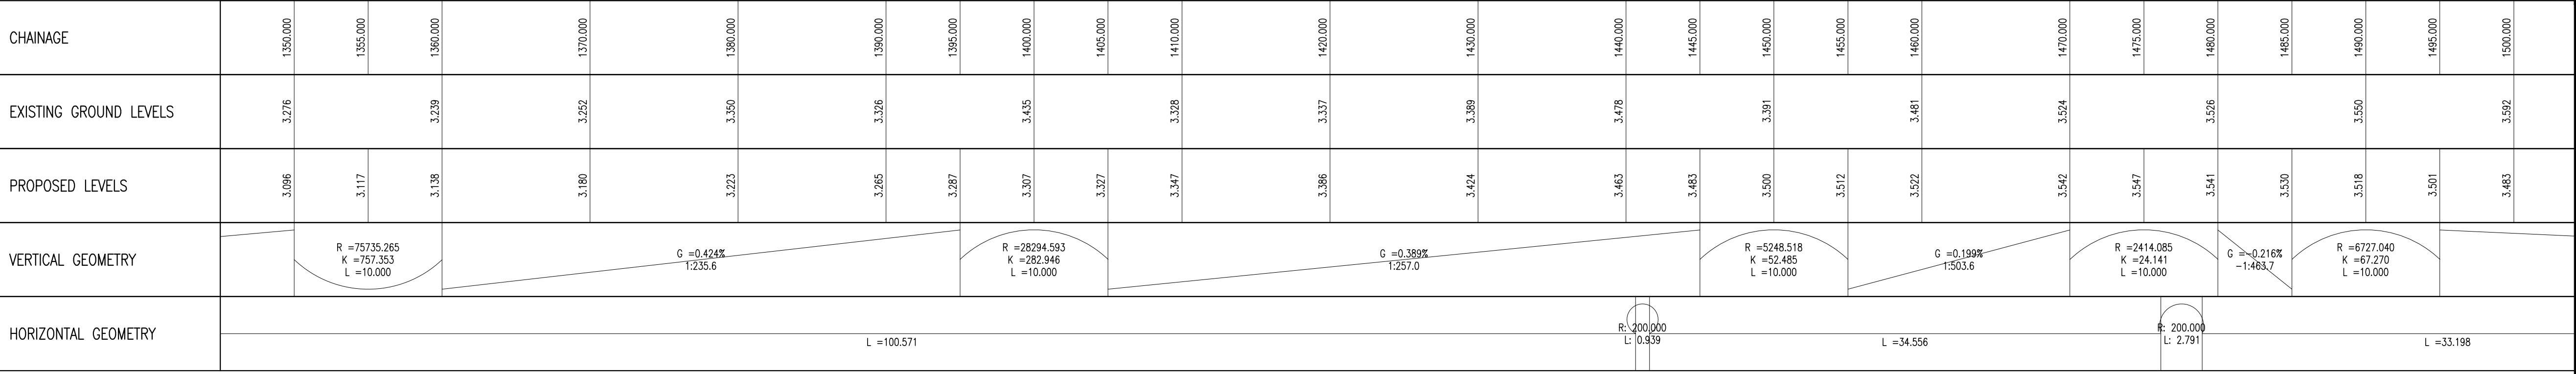 CHAINAGE
1350.000
1355.000
1360.000
1370.000
1380.000
1390.000
1395.000
1400.000
1405.000
1410.000
1420.000
1430.000
1440.000
1445.000
1450.000
1455.000
1460.000
1470.000
1475.000
1480.000
1485.000
1490.000
1495.000
1500.000
EXISTING GROUND LEVELS
3.276
3.239
3.252
3.350
3.326
3.435
3.328
3.337
3.389
3.478
3.391
3.481
3.524
3.526
3.550
3.592
PROPOSED LEVELS
3.096
3.117
3.138
3.180
3.223
3.265
3.287
3.307
3.327
3.347
3.386
3.424
3.463
3.483
3.500
3.512
3.522
3.542
3.547
3.541
3.530
3.518
3.501
3.483
VERTICAL GEOMETRY
R =75735.265
K =757.353
L =10.000
G =0.424%
1:235.6
R =28294.593
K =282.946
L =10.000
G =0.389%
1:257.0
R =5248.518
K =52.485
L =10.000
G =0.199%
1:503.6
R =2414.085
K =24.141
L =10.000
G =-0.216%
-1:463.7
R =6727.040
K =67.270
L =10.000
HORIZONTAL GEOMETRY
L =100.571
R: 200.000
L: 0.939
L =34.556
R: 200.000
L: 2.791
L =33.198